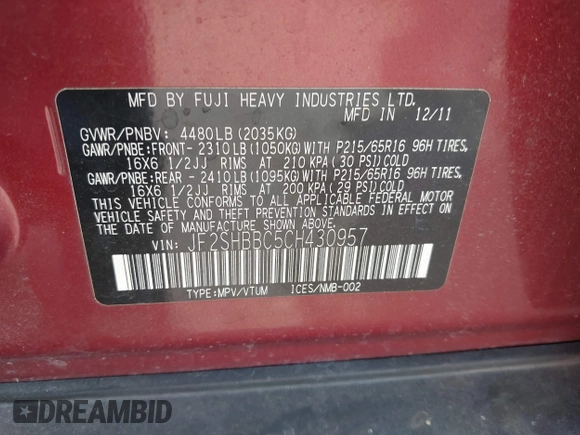 MFD BY FUJI HEAVY INDUSTRIES LTD.
MFD IN 12/11
GVWR/PNBV: 4480LB (2035KG)
GAWR/PNBE:FRONT-2310LB(1050KG)WITH P215/65R16 96H TIRES,
16X6 1/2JJ RIMS AT 210 KPA (30 PSI)COLD
GAWR/PNBE:REAR -2410LB(1095KG)WITH P215/65R16 96H TIRES,
16X6 1/2JJ RIMS AT 200 KPA (29 PSI)COLD
THIS VEHICLE CONFORMS TO ALL APPLICABLE FEDERAL MOTOR
VEHICLE SAFETY AND THEFT PREVENTION STANDARDS IN EFFECT ON
THE DATE OF MANUFACTURE SHOWN ABOVE.
VIN: JF2SHBBC5CH430957
TYPE:MPV/VTUM ICES/NMB-002
DREAMBID